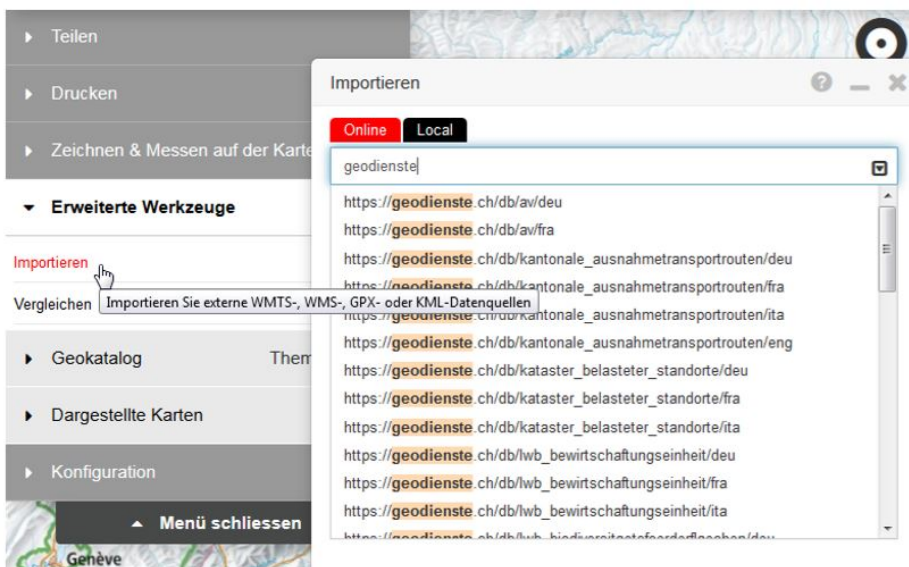 Teilen
Drucken
Zeichnen & Messen auf der Karte
Erweiterte Werkzeuge
Importieren
Vergleichen
Importieren Sie externe WMTS-, WMS-, GPX- oder KML-Datenquellen
Geokatalog Them
Dargestellte Karten
Konfiguration
Menü schliessen
Genève
Importieren
Online Local
geodienste
https://geodienste.ch/db/av/deu
https://geodienste.ch/db/av/fra
https://geodienste.ch/db/kantonale_ausnahmetransportrouten/deu
https://geodienste.ch/db/kantonale_ausnahmetransportrouten/fra
https://geodienste.ch/db/kantonale_ausnahmetransportrouten/ita
https://geodienste.ch/db/kantonale_ausnahmetransportrouten/eng
https://geodienste.ch/db/kataster_belasteter_standorte/deu
https://geodienste.ch/db/kataster_belasteter_standorte/fra
https://geodienste.ch/db/kataster_belasteter_standorte/ita
https://geodienste.ch/db/lwb_bewirtschaftungseinheit/deu
https://geodienste.ch/db/lwb_bewirtschaftungseinheit/fra
https://geodienste.ch/db/lwb_bewirtschaftungseinheit/ita